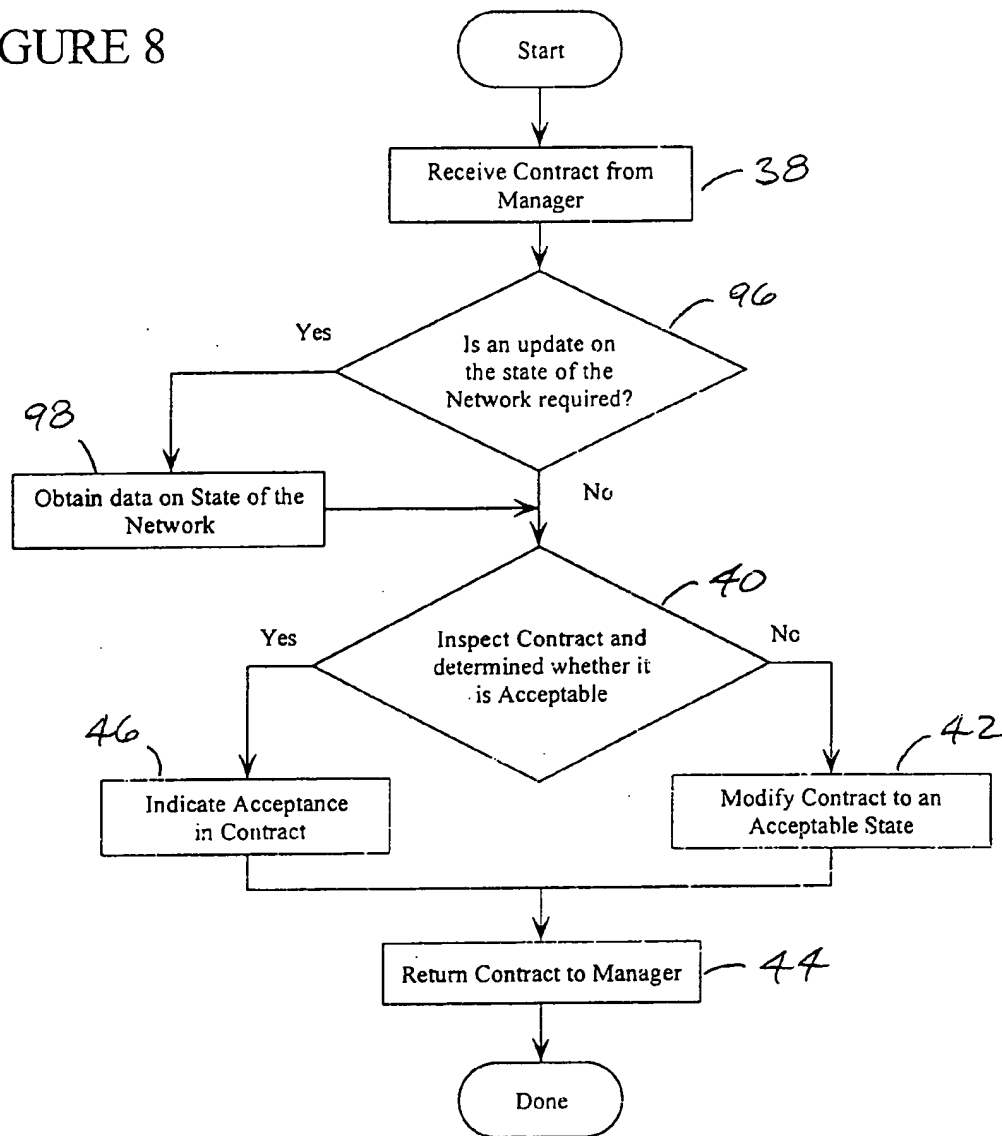 GURE 8
Start
Receive Contract from
Manager
38
96
Yes
Is an update on
the state of the
Network required?
98
No
Obtain data on State of the
Network
40
Yes
No
Inspect Contract and
determined whether it
is Acceptable
46
42
Indicate Acceptance
in Contract
Modify Contract to an
Acceptable State
Return Contract to Manager
44
Done